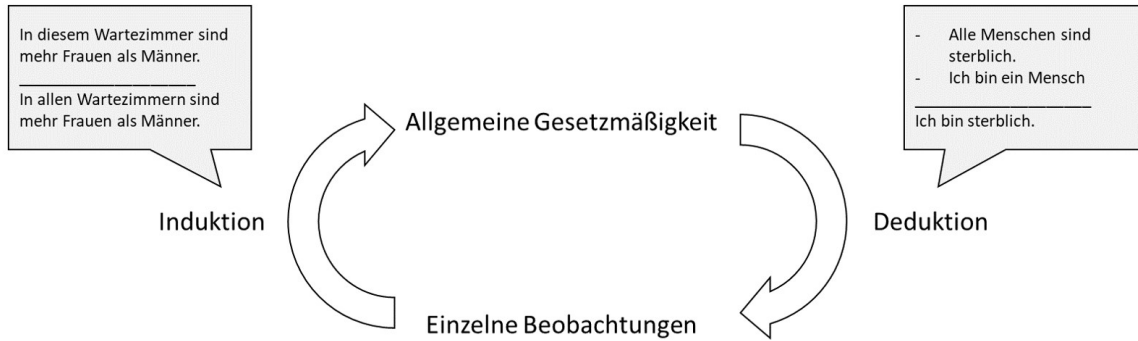 In diesem Wartezimmer sind
mehr Frauen als Männer.
In allen Wartezimmern sind
mehr Frauen als Männer.
- Alle Menschen sind
sterblich.
- Ich bin ein Mensch
Ich bin sterblich.
Allgemeine Gesetzmäßigkeit
Induktion
Deduktion
Einzelne Beobachtungen